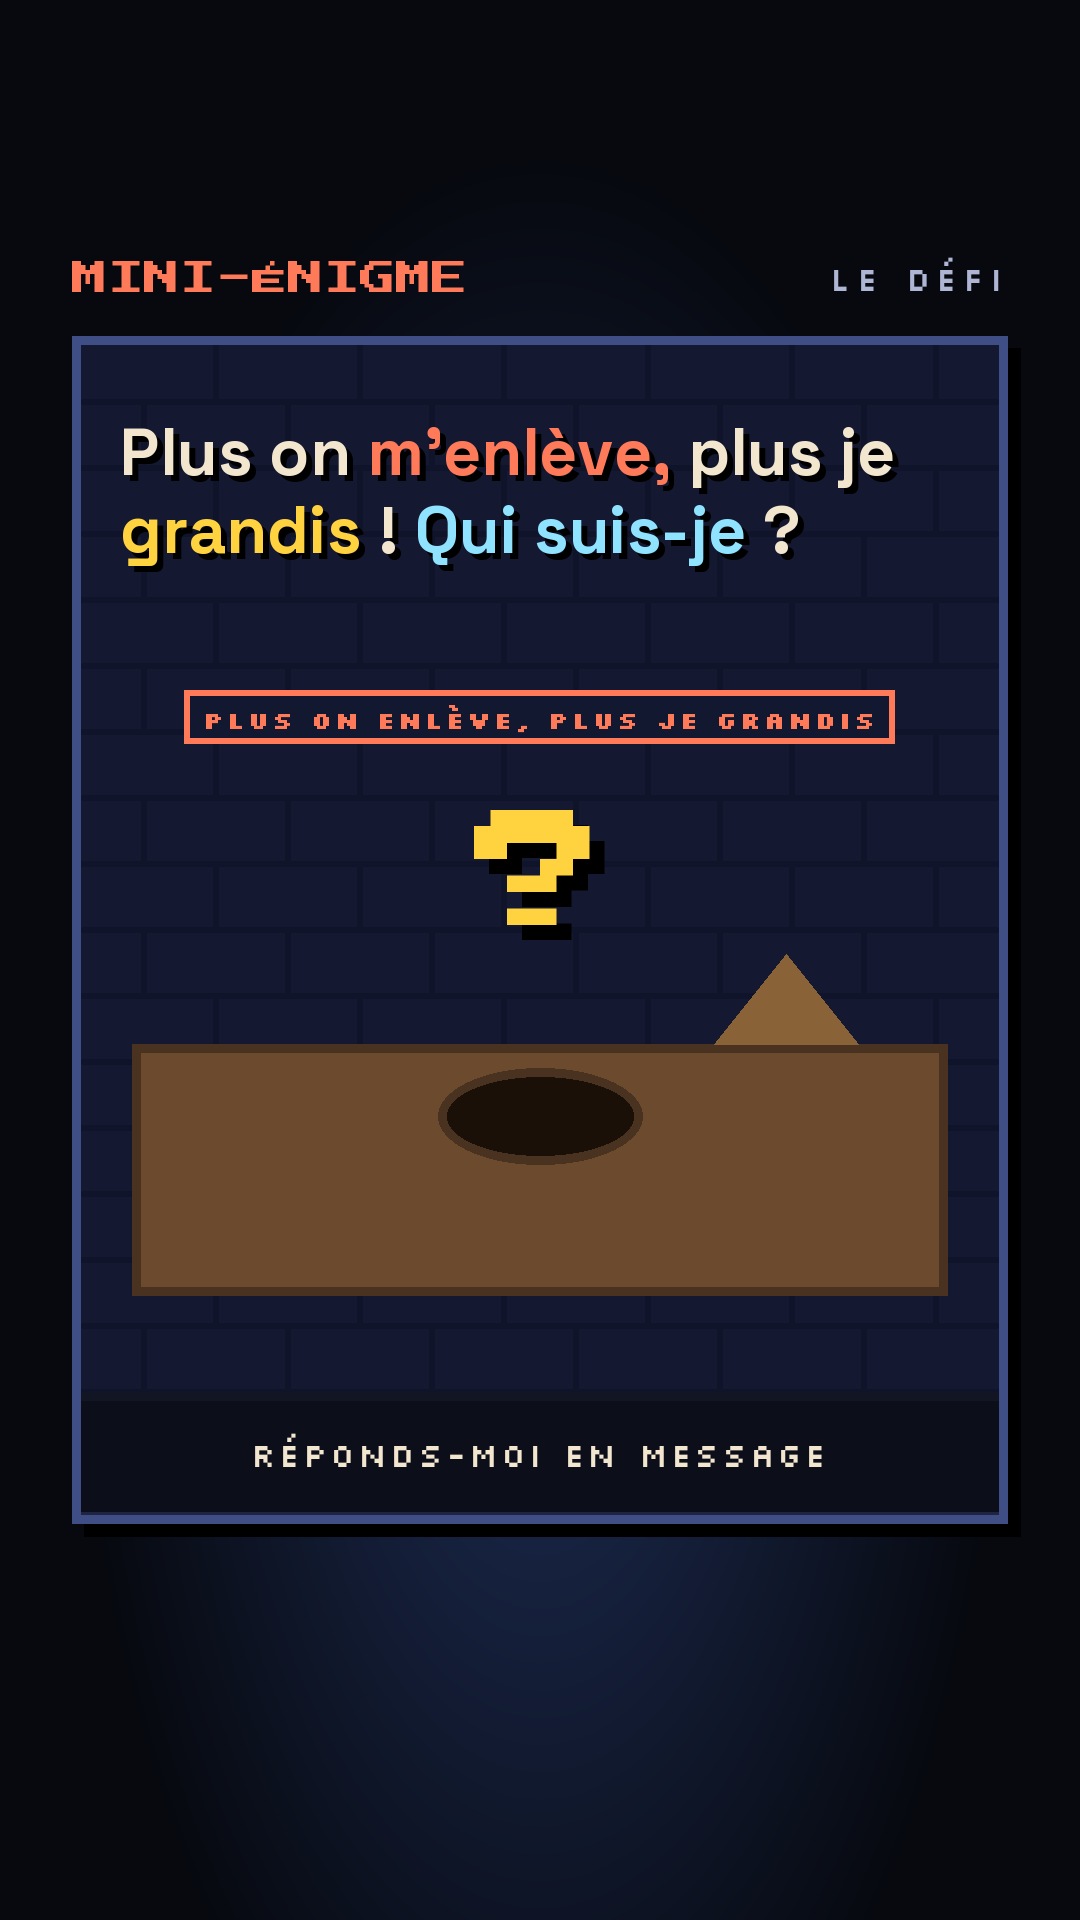 MINI-ÉNIGME
LE DÉFI
Plus on m’enlève, plus je
grandis ! Qui suis-je ?
PLUS ON ENLÈVE, PLUS JE GRANDIS
?
RÉPONDS-MOI EN MESSAGE